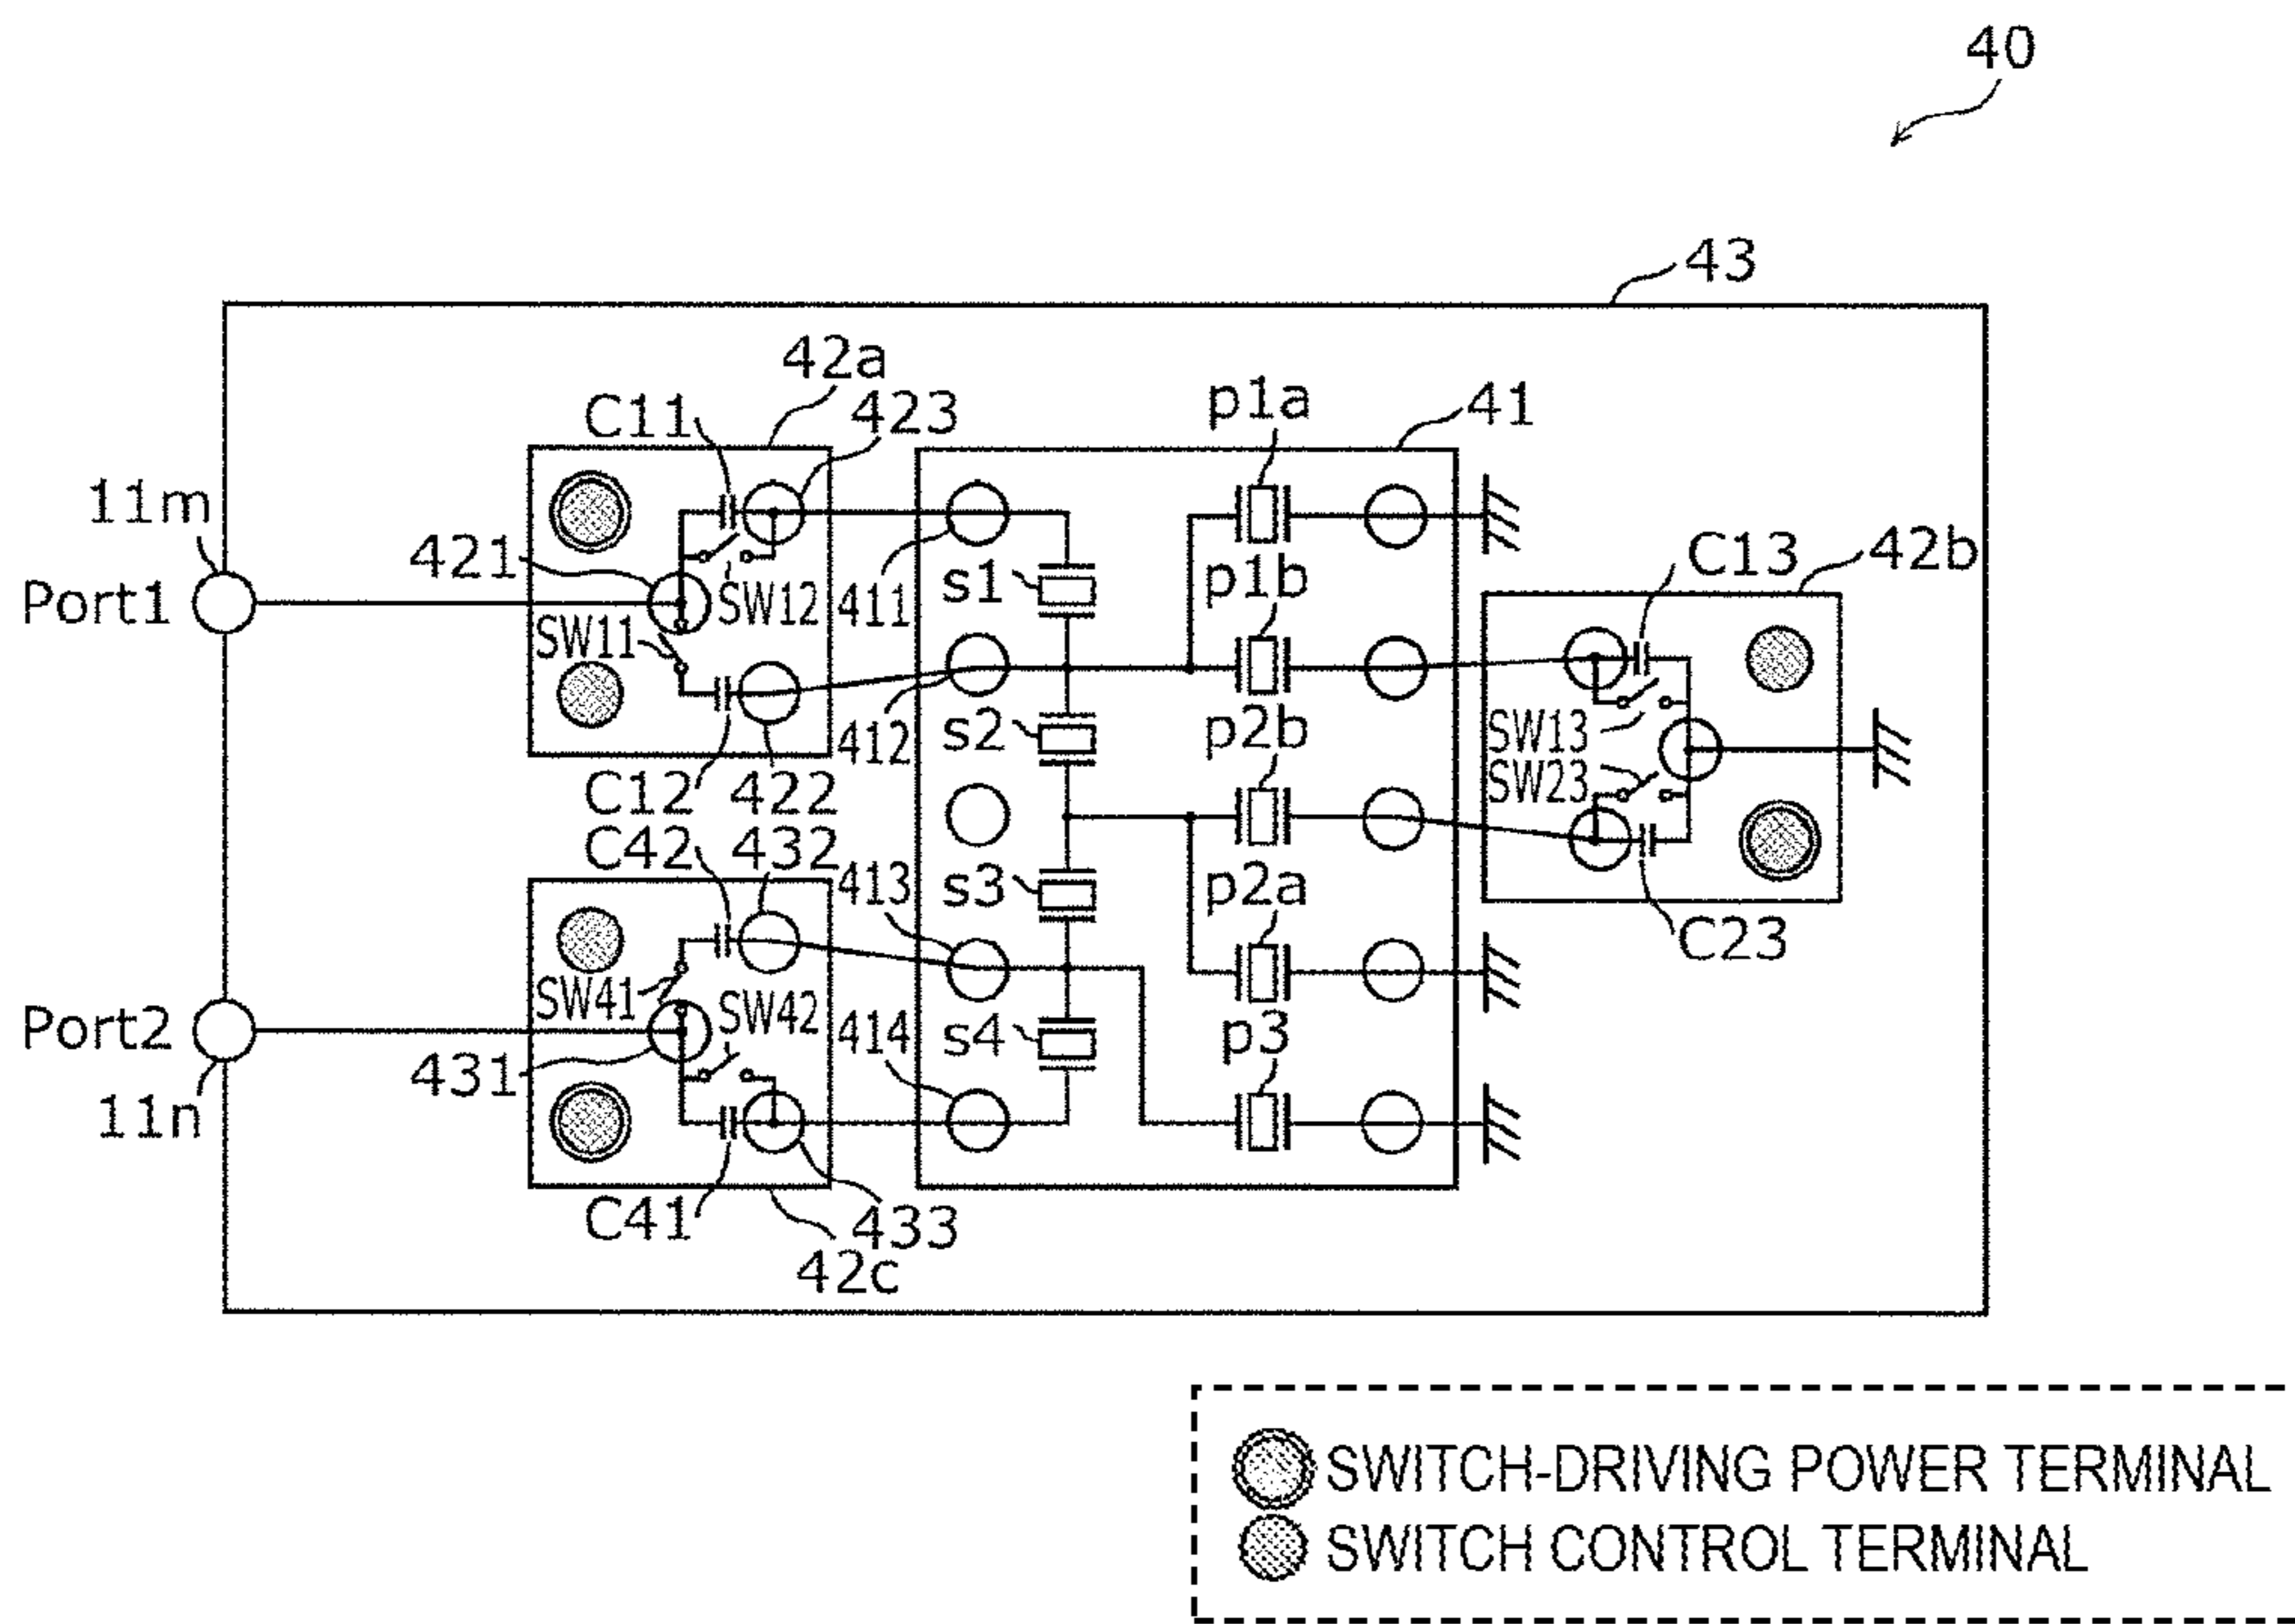 40
43
42a
C11
423
p1a
41
11m
421
Port1
SW12
411
s1
p1b
C13
42b
SW11
412
s2
p2b
SW13
SW23
C12
422
C42
432
413
s3
p2a
C23
SW41
SW42
Port2
414
s4
p3
431
11n
C41
433
42c
SWITCH-DRIVING POWER TERMINAL
SWITCH CONTROL TERMINAL